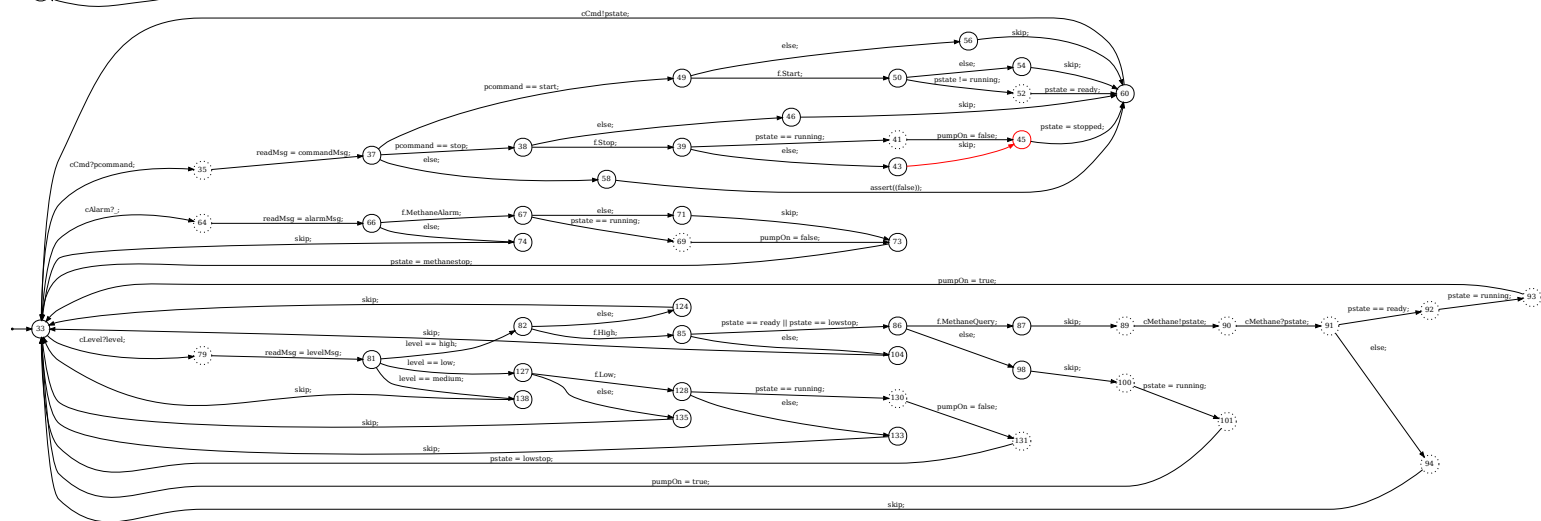 cCmd!pstate;
56
skip;
else;
49
f.Start;
50
else;
54
skip;
pstate != running;
52
pstate = ready;
60
pcommand == start;
46
skip;
else;
cCmd?pcommand;
35
readMsg = commandMsg;
37
pcommand == stop;
38
f.Stop;
39
pstate == running;
41
pumpOn = false;
45
pstate = stopped;
else;
43
skip;
else;
58
assert((false));
cAlarm?_;
64
readMsg = alarmMsg;
66
f.MethaneAlarm;
67
else;
71
skip;
pstate == running;
69
pumpOn = false;
73
else;
74
skip;
pstate = methanestop;
pumpOn = true;
93
pstate = running;
92
pstate == ready;
skip;
124
else;
33
skip;
82
f.High;
85
pstate == ready || pstate == lowstop;
86
f.MethaneQuery;
87
skip;
89
cMethane!pstate;
90
cMethane?pstate;
91
else;
level == high;
else;
104
else;
cLevel?level;
79
readMsg = levelMsg;
81
level == low;
127
f.Low;
128
pstate == running;
130
98
skip;
100
pstate = running;
101
level == medium;
138
skip;
else;
135
skip;
else;
133
skip;
pumpOn = false;
131
pstate = lowstop;
94
pumpOn = true;
skip;